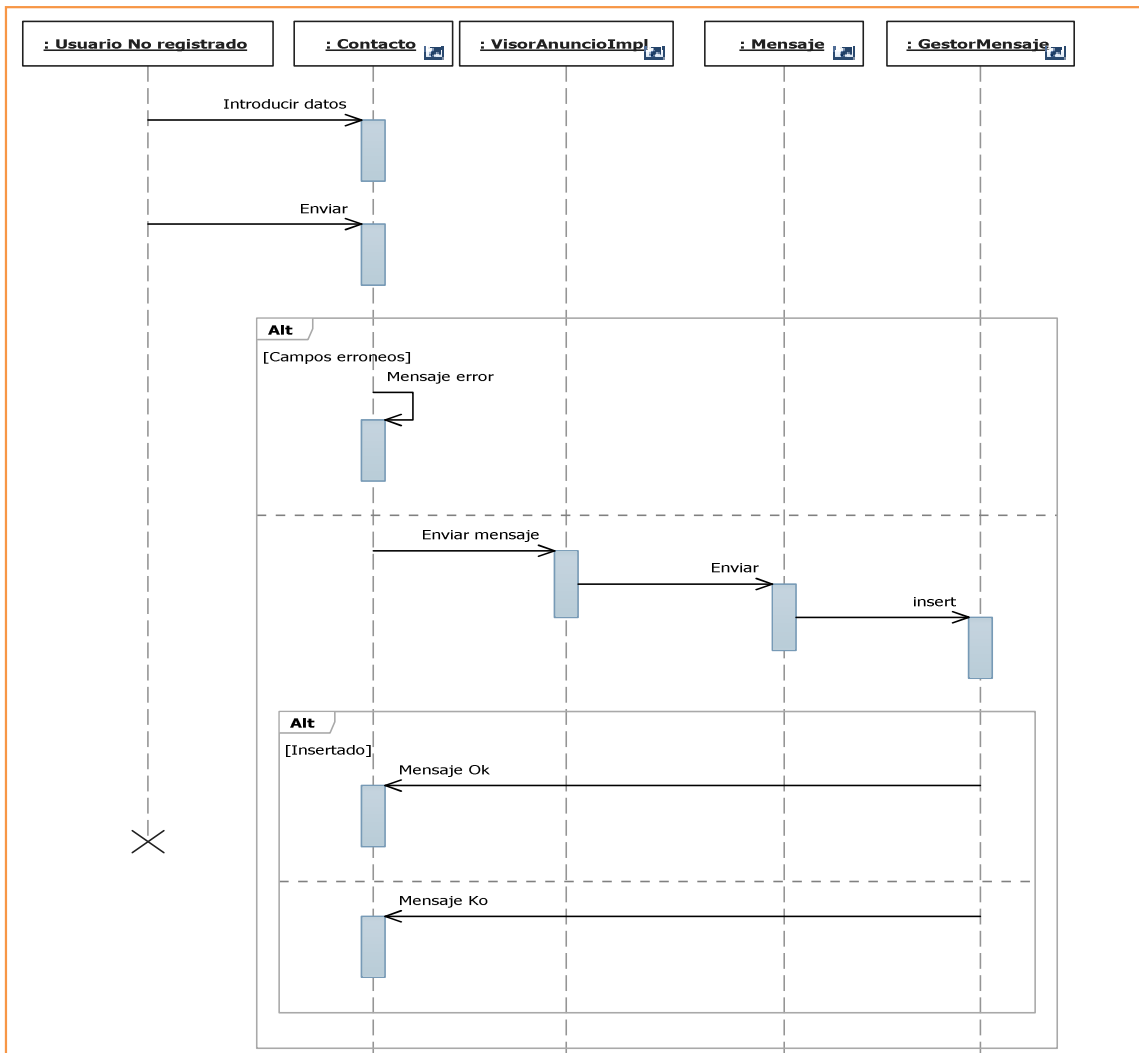 : Usuario No registrado
: Contacto
: VisorAnuncioImpl
: Mensaje
: GestorMensaje
Introducir datos
Enviar
Alt
[Campos erroneos]
Mensaje error
Enviar mensaje
Enviar
insert
Alt
[Insertado]
Mensaje Ok
Mensaje Ko